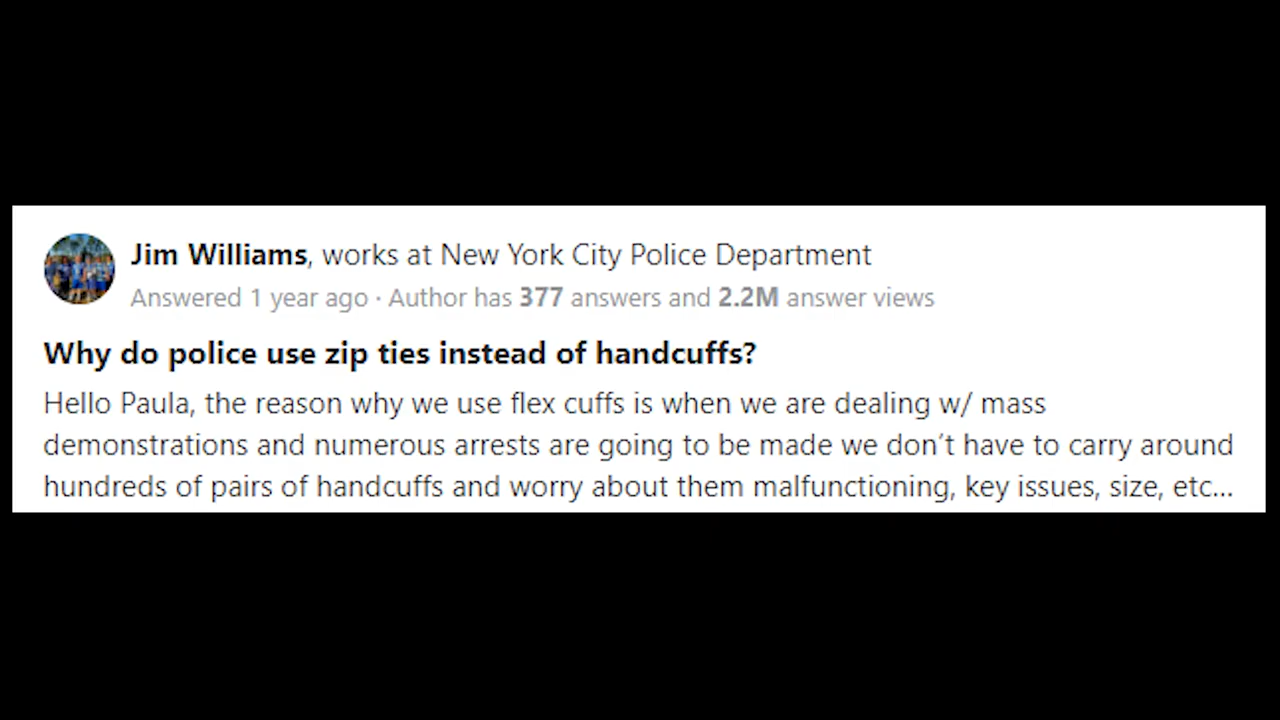 Jim Williams, works at New York City Police Department
Answered 1 year ago · Author has 377 answers and 2.2M answer views
Why do police use zip ties instead of handcuffs?
Hello Paula, the reason why we use flex cuffs is when we are dealing w/ mass
demonstrations and numerous arrests are going to be made we don’t have to carry around
hundreds of pairs of handcuffs and worry about them malfunctioning, key issues, size, etc...